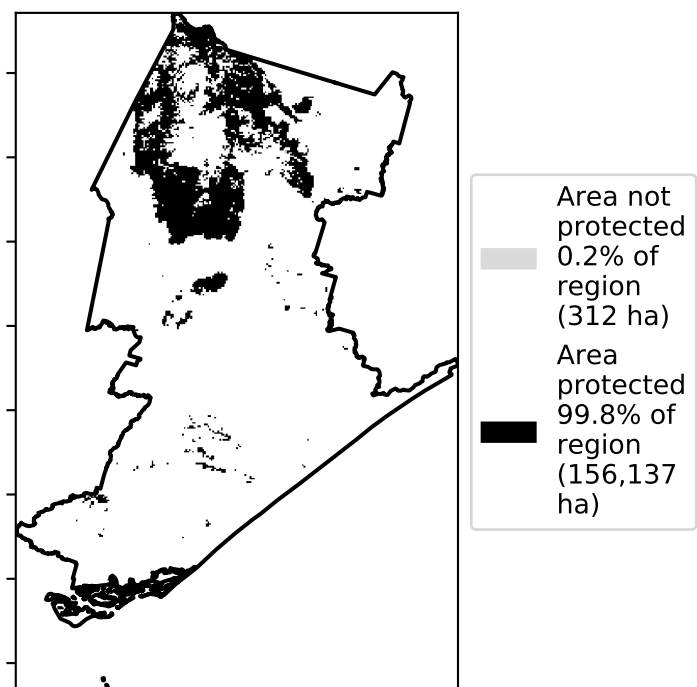 Area not
protected
0.2% of
region
(312 ha)
Area
protected
99.8% of
region
(156,137
ha)